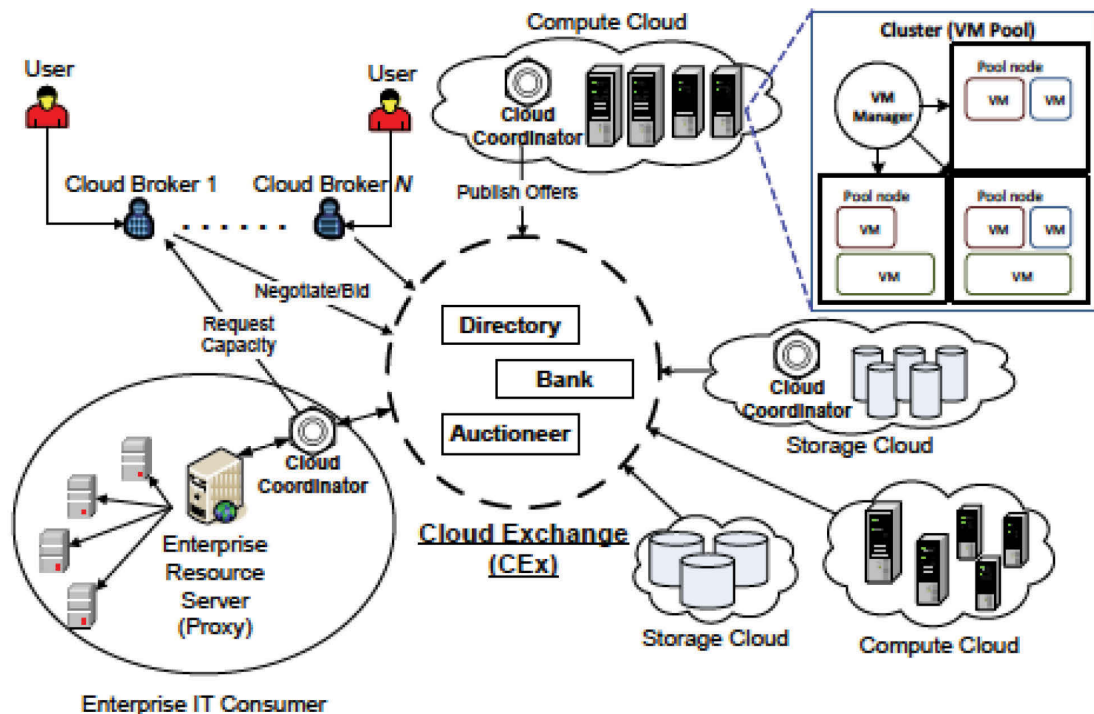 Compute Cloud
User
User
Cloud
Coordinator
Cluster (VM Pool)
Pool node
VM
VM
VM
Manager
Pool node
VM
VM
Pool node
VM
VM
VM
Cloud Broker 1
Cloud Broker N
. . . . . .
Publish Offers
Negotiate/Bid
Request
Capacity
Directory
Bank
Auctioneer
Cloud Exchange
(CEx)
Cloud
Coordinator
Storage Cloud
Cloud
Coordinator
Enterprise
Resource
Server
(Proxy)
Enterprise IT Consumer
Storage Cloud
Compute Cloud